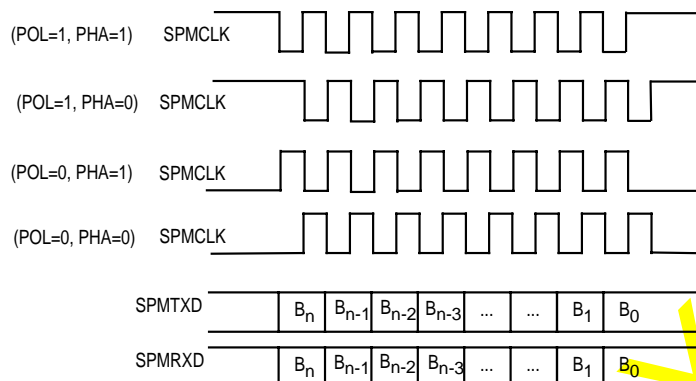 (POL=1, PHA=1) SPMCLK
(POL=1, PHA=0) SPMCLK
(POL=0, PHA=1) SPMCLK
(POL=0, PHA=0) SPMCLK
SPMTXD Bn Bn-1 Bn-2 Bn-3 ... ... B1 B0
SPMRXD Bn Bn-1 Bn-2 Bn-3 ... ... B1 B0